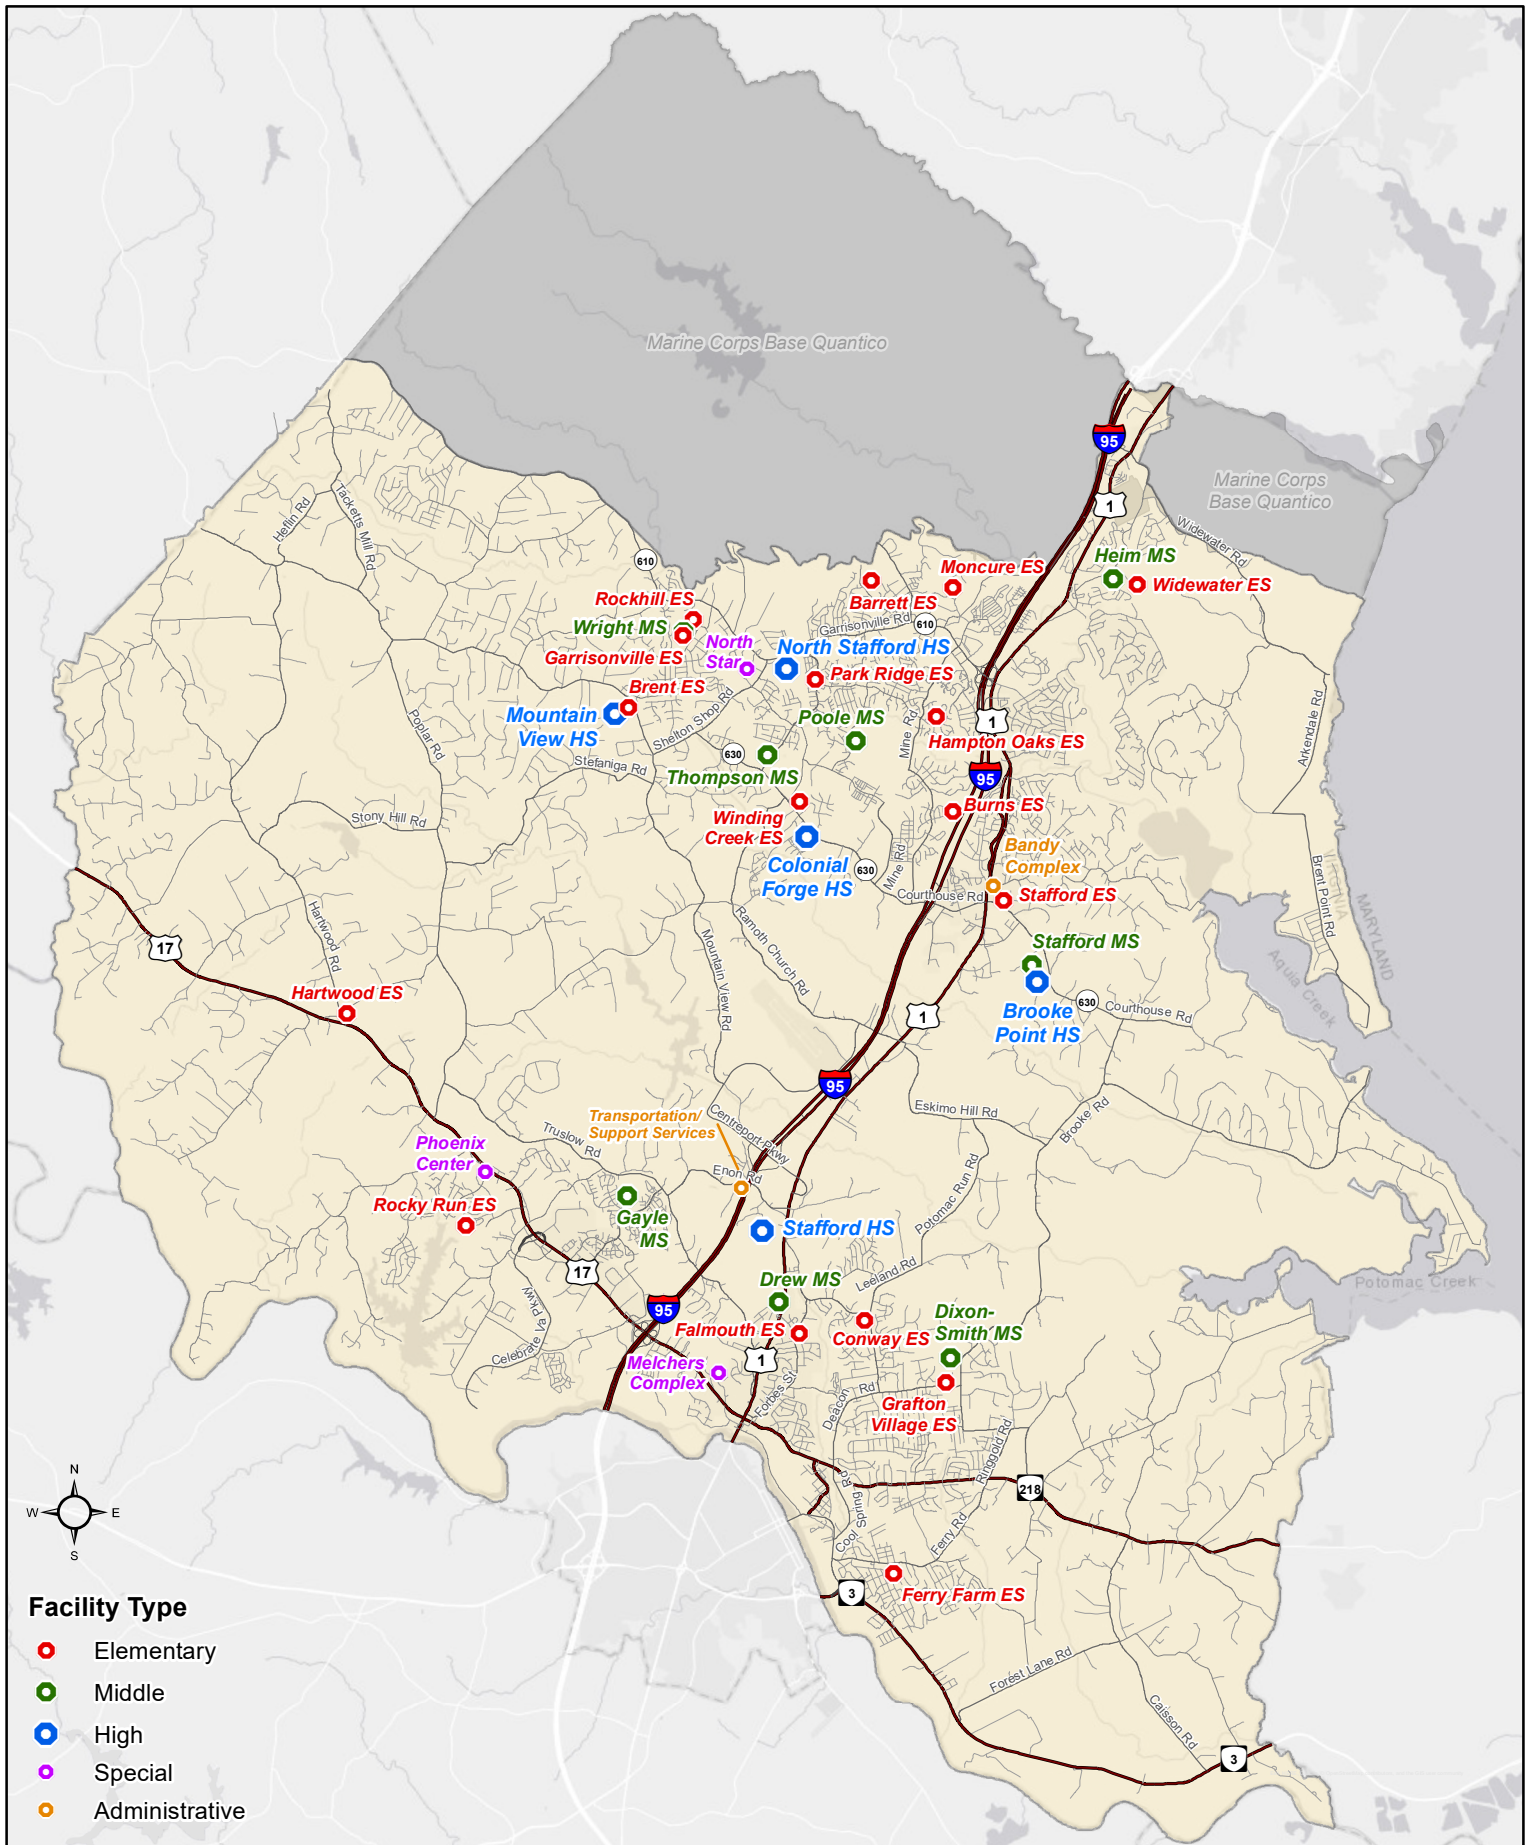 Marine Corps Base Quantico
95
Marine Corps
Base Quantico
1
Heflin Rd
Tacketts Mill Rd
Widewater Rd
610
Moncure ES
Heim MS
Widewater ES
Barrett ES
Rockhill ES
Wright MS
Garrisonville Rd
610
Garrisonville ES
North
Star
North Stafford HS
Park Ridge ES
Brent ES
Mountain
View HS
Poplar Rd
Shelton Shop Rd
Poole MS
Mine Rd
1
Hampton Oaks ES
Arkendale Rd
630
Stefaniga Rd
Thompson MS
95
Stony Hill Rd
Winding
Creek ES
Burns ES
Colonial
Forge HS
630
Mine Rd
Bandy
Complex
Courthouse Rd
Stafford ES
Brent Point Rd
VIRGINIA
MARYLAND
Hartwood Rd
17
Mountain View Rd
Ramoth Church Rd
Stafford MS
Aquia Creek
Hartwood ES
1
Brooke
Point HS
630
Courthouse Rd
95
Eskimo Hill Rd
Brooke Rd
Transportation/
Support Services
Centreport Pkwy
Truslow Rd
Enon Rd
Phoenix
Center
Rocky Run ES
Gayle
MS
Potomac Run Rd
Stafford HS
17
Leeland Rd
Drew MS
Potomac Creek
95
Celebrate Va Pkwy
Falmouth ES
Conway ES
Dixon-
Smith MS
Melchers
Complex
1
Forbes St
Deacon Rd
Grafton
Village ES
Ringgold Rd
218
Cool Spring Rd
Ferry Rd
3
Ferry Farm ES
Forest Lane Rd
Caisson Rd
3
N
W
E
S
Facility Type
Elementary
Middle
High
Special
Administrative